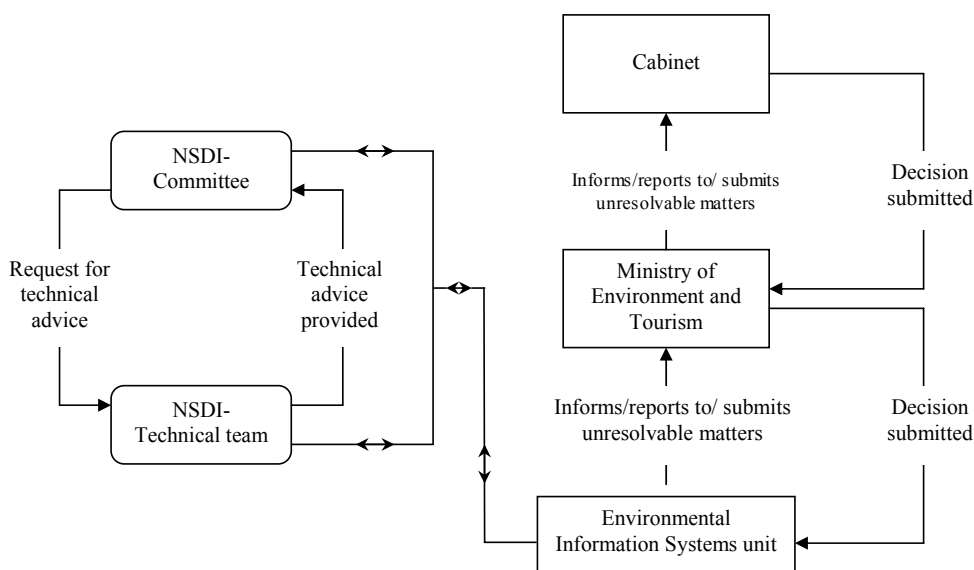 Cabinet
Informs/reports to/ submits
unresolvable matters
Decision
submitted
NSDI-
Committee
Request for
technical
advice
Technical
advice
provided
Ministry of
Environment and
Tourism
NSDI-
Technical team
Informs/reports to/ submits
unresolvable matters
Decision
submitted
Environmental
Information Systems unit